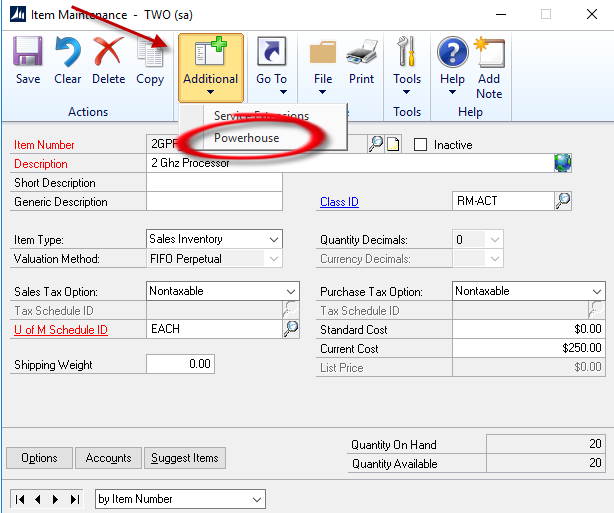 Item Maintenance - TWO (sa)
Save Clear Delete Copy Additional Go To File Print Tools Help Add Note
Actions Tools Help
Service Extensions
Powerhouse
Item Number Inactive
Description 2 Ghz Processor
Short Description
Generic Description Class ID RM-ACT
Item Type: Sales Inventory Quantity Decimals: 0
Valuation Method: FIFO Perpetual Currency Decimals:
Sales Tax Option: Nontaxable Purchase Tax Option: Nontaxable
Tax Schedule ID Tax Schedule ID
U of M Schedule ID EACH Standard Cost $0.00
Current Cost $250.00
Shipping Weight 0.00 List Price $0.00
Options Accounts Suggest Items Quantity On Hand 20
Quantity Available 20
by Item Number